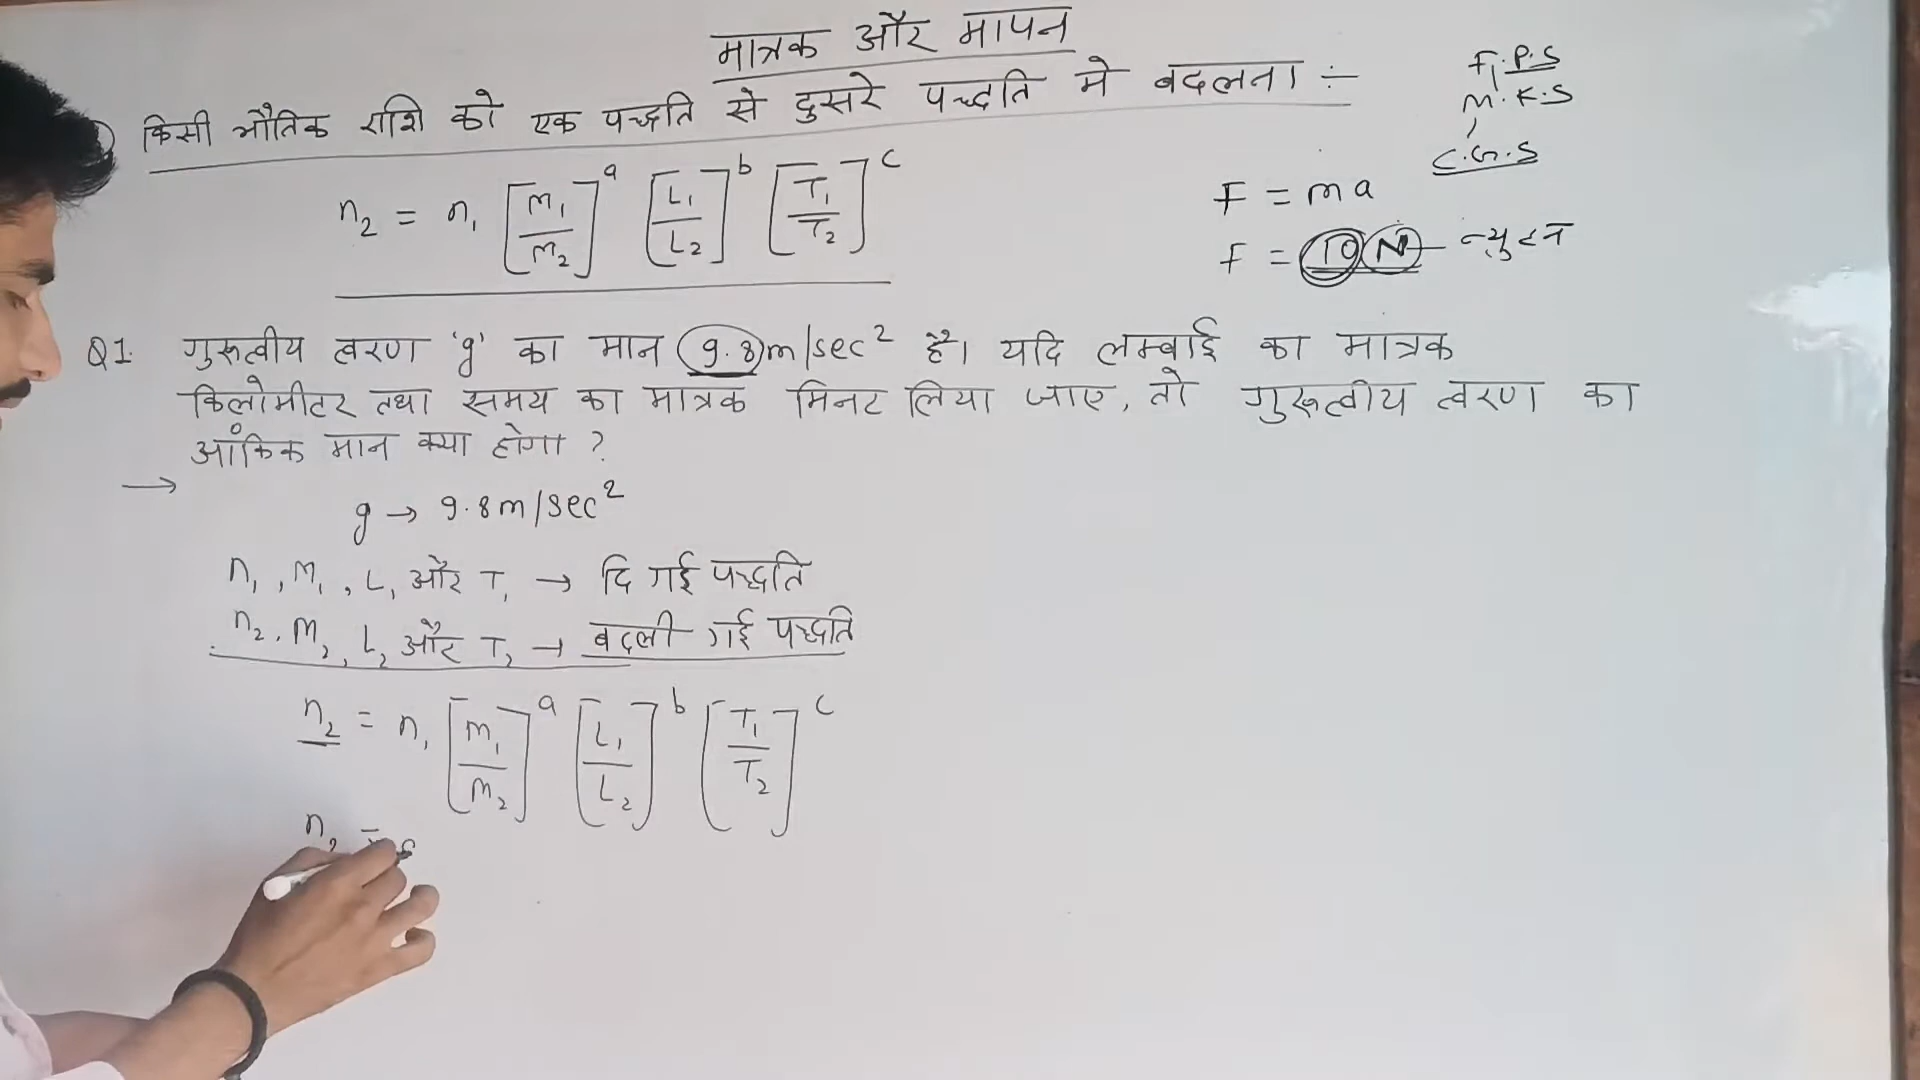 मात्रक और मापन
किसी भौतिक राशि को एक पद्धति से दुसरे पद्धति मे बदलना :-
F.P.S
M.K.S
C.G.S
n₂ = n₁ [M₁/M₂]ᵃ [L₁/L₂]ᵇ [T₁/T₂]ᶜ
F = ma
F = 10 N न्युटन
Q1. गुरुत्वीय त्वरण 'g' का मान 9.8 m/sec² है। यदि लम्बाई का मात्रक
किलोमीटर तथा समय का मात्रक मिनट लिया जाए, तो गुरुत्वीय त्वरण का
आंकिक मान क्या होगा ?
→
g → 9.8 m/sec²
n₁, M₁, L₁ और T₁ → दि गई पद्धति
n₂, M₂, L₂ और T₂ → बदली गई पद्धति
n₂ = n₁ [M₁/M₂]ᵃ [L₁/L₂]ᵇ [T₁/T₂]ᶜ
n₂ =